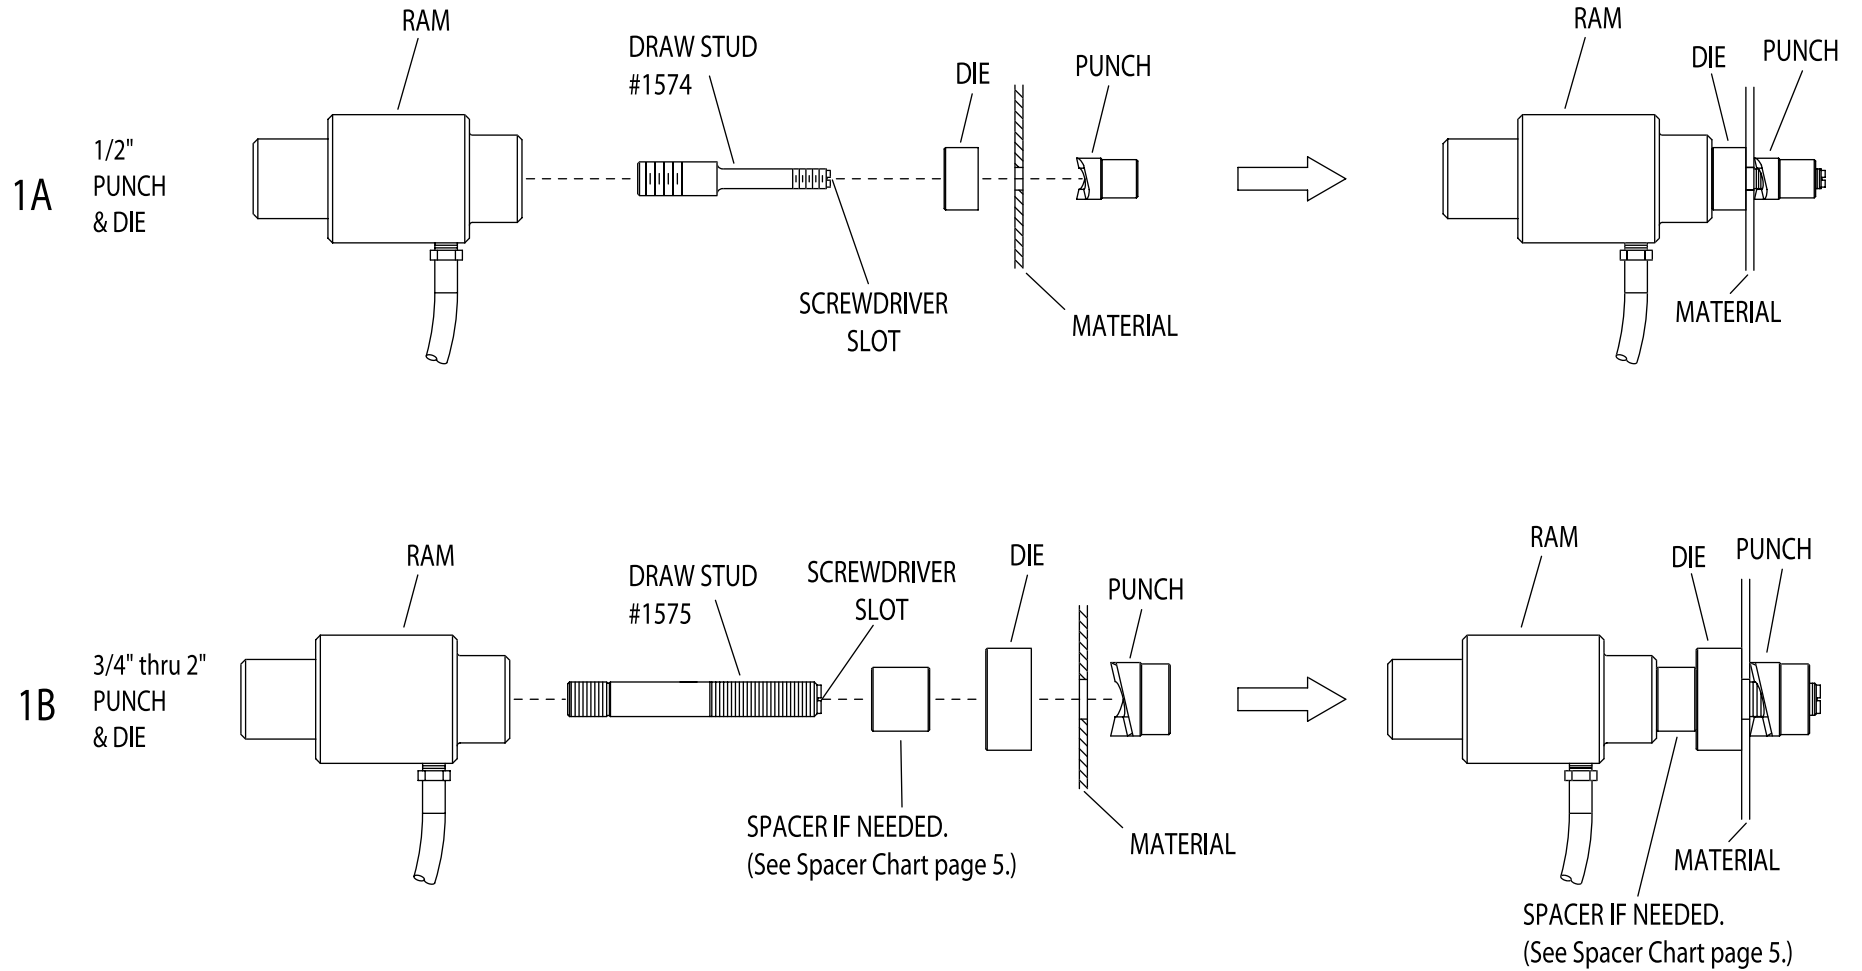 1A
1/2"
PUNCH
& DIE
RAM
DRAW STUD
#1574
DIE
PUNCH
SCREWDRIVER
SLOT
MATERIAL
RAM
DIE
PUNCH
MATERIAL
1B
3/4" thru 2"
PUNCH
& DIE
RAM
DRAW STUD
#1575
SCREWDRIVER
SLOT
DIE
PUNCH
SPACER IF NEEDED.
(See Spacer Chart page 5.)
MATERIAL
RAM
DIE
PUNCH
MATERIAL
SPACER IF NEEDED.
(See Spacer Chart page 5.)